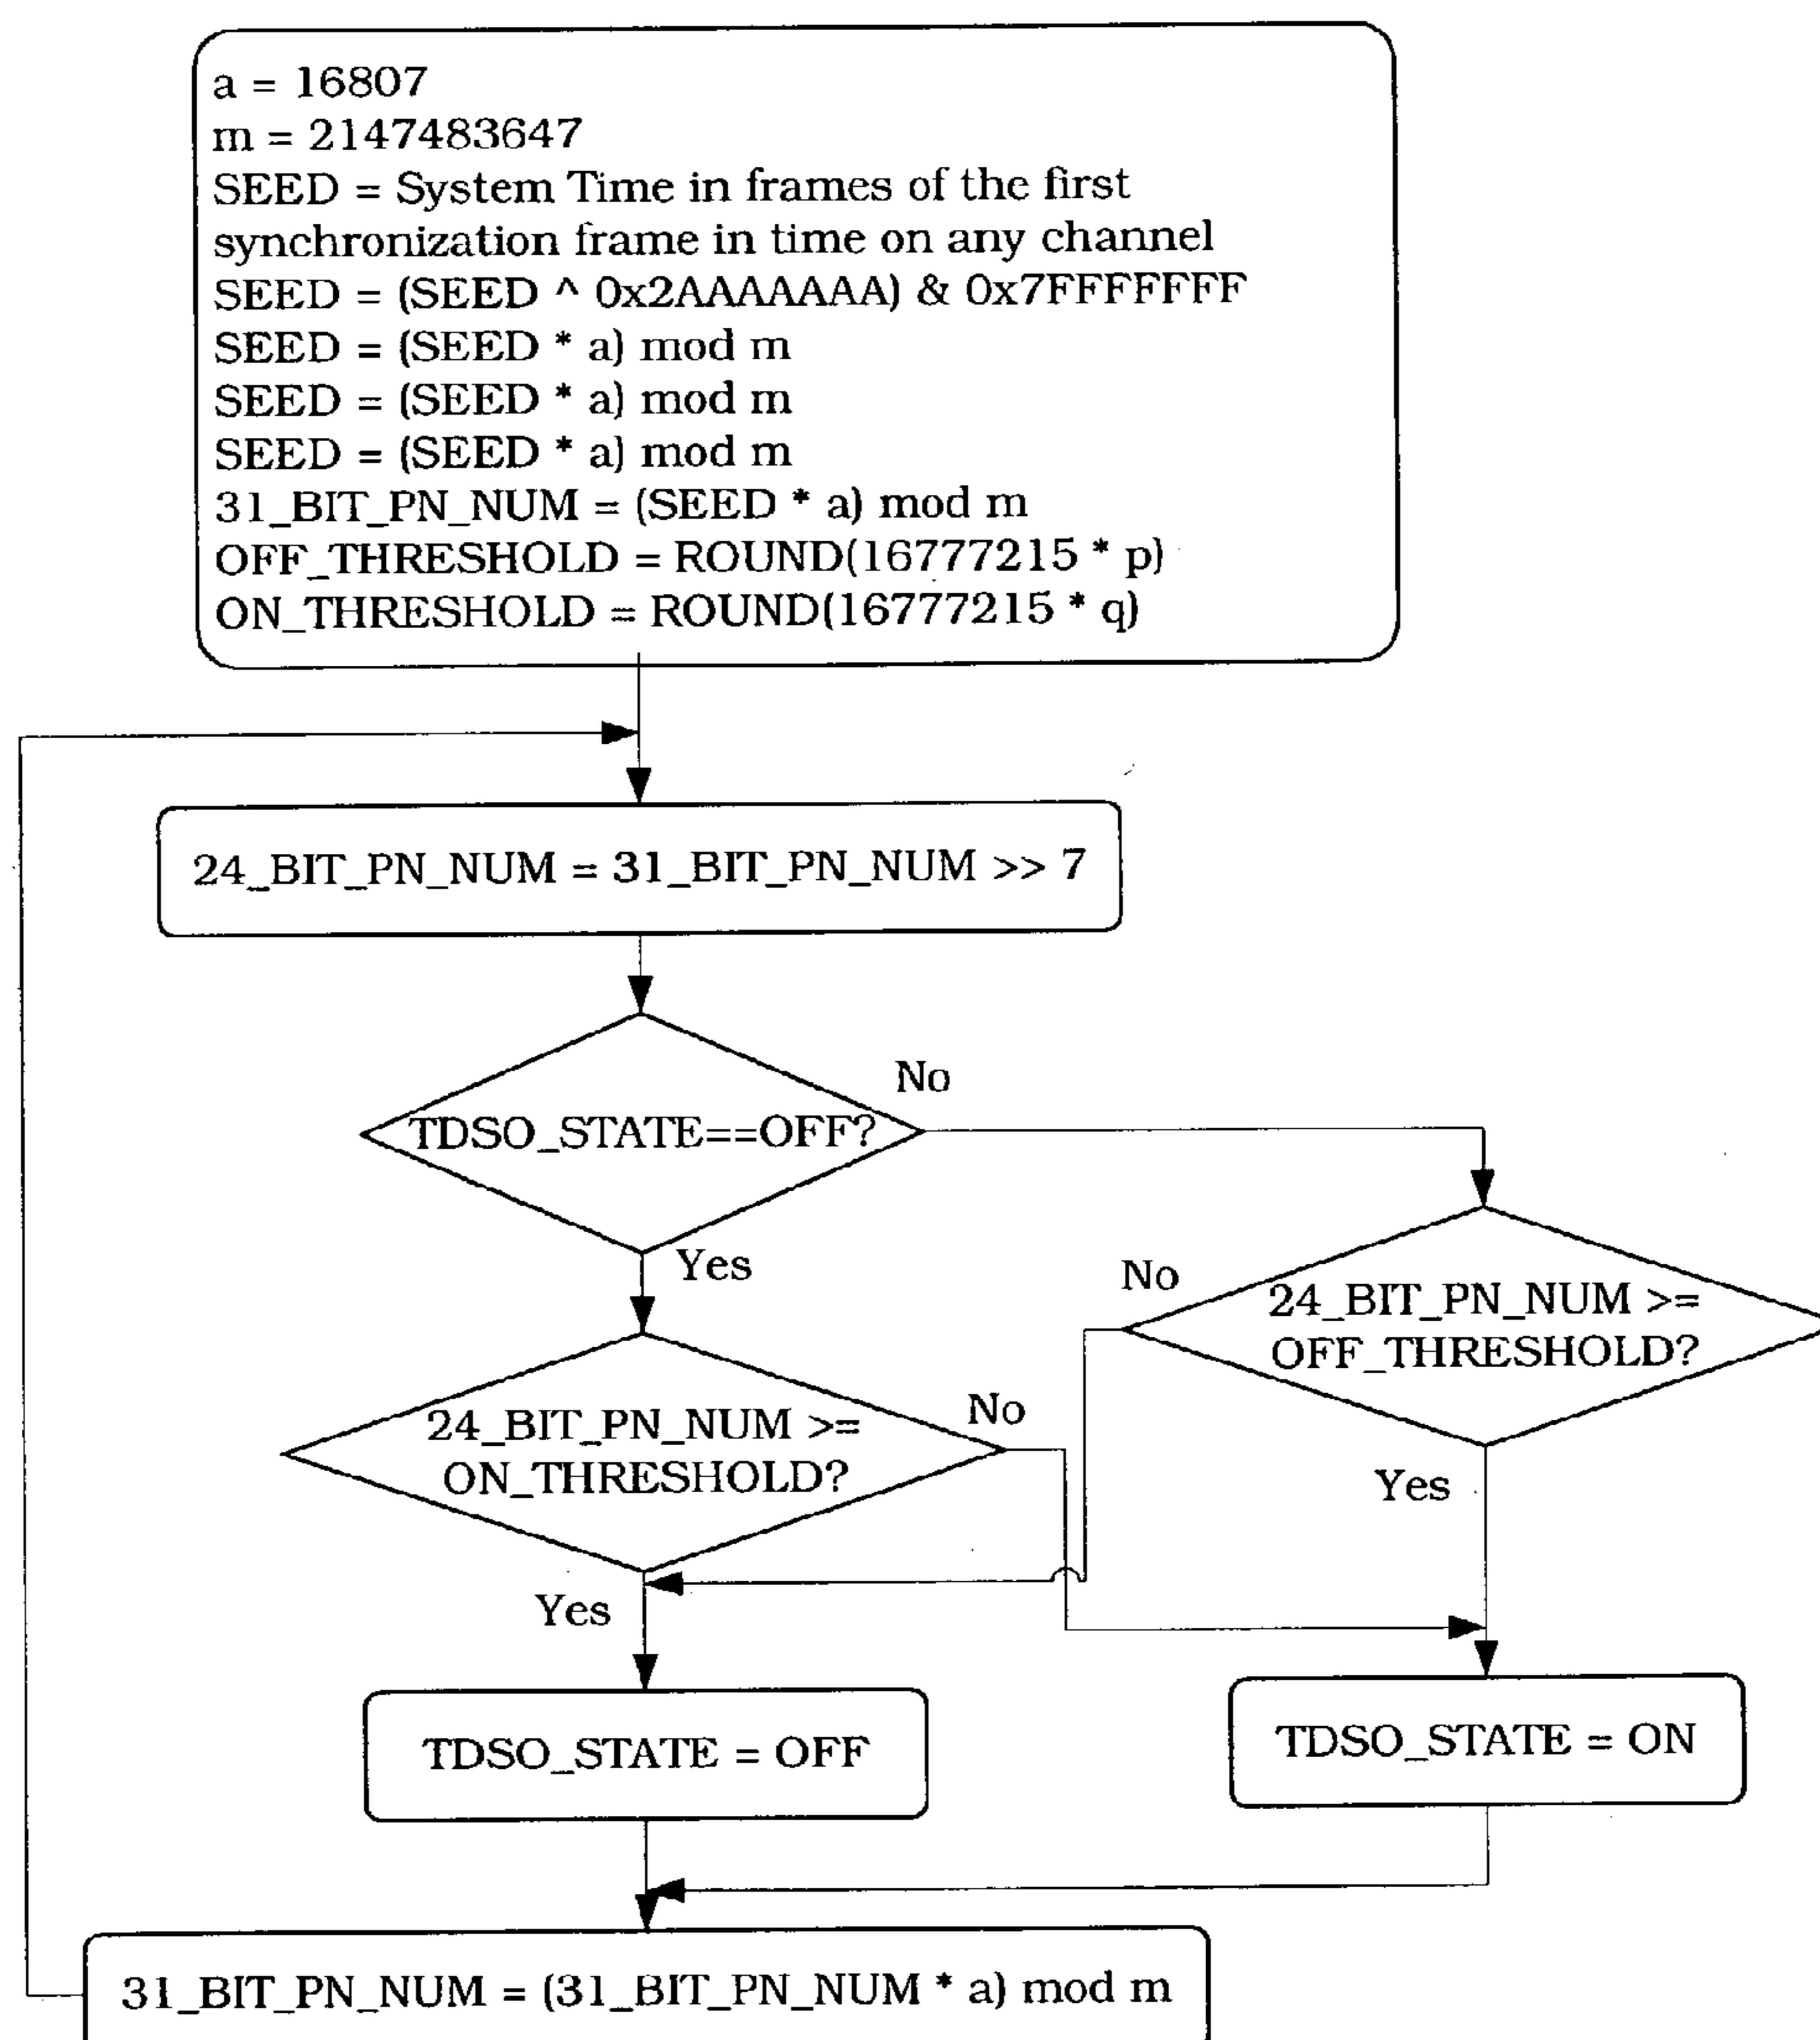 a = 16807
m = 2147483647
SEED = System Time in frames of the first
synchronization frame in time on any channel
SEED = (SEED ^ 0x2AAAAAAA) & 0x7FFFFFFF
SEED = (SEED * a) mod m
SEED = (SEED * a) mod m
SEED = (SEED * a) mod m
31_BIT_PN_NUM = (SEED * a) mod m
OFF_THRESHOLD = ROUND(16777215 * p)
ON_THRESHOLD = ROUND(16777215 * q)
24_BIT_PN_NUM = 31_BIT_PN_NUM >> 7
No
TDSO_STATE==OFF?
Yes
No
24_BIT_PN_NUM >=
OFF_THRESHOLD?
24_BIT_PN_NUM >=
ON_THRESHOLD?
No
Yes
Yes
TDSO_STATE = OFF
TDSO_STATE = ON
31_BIT_PN_NUM = (31_BIT_PN_NUM * a) mod m